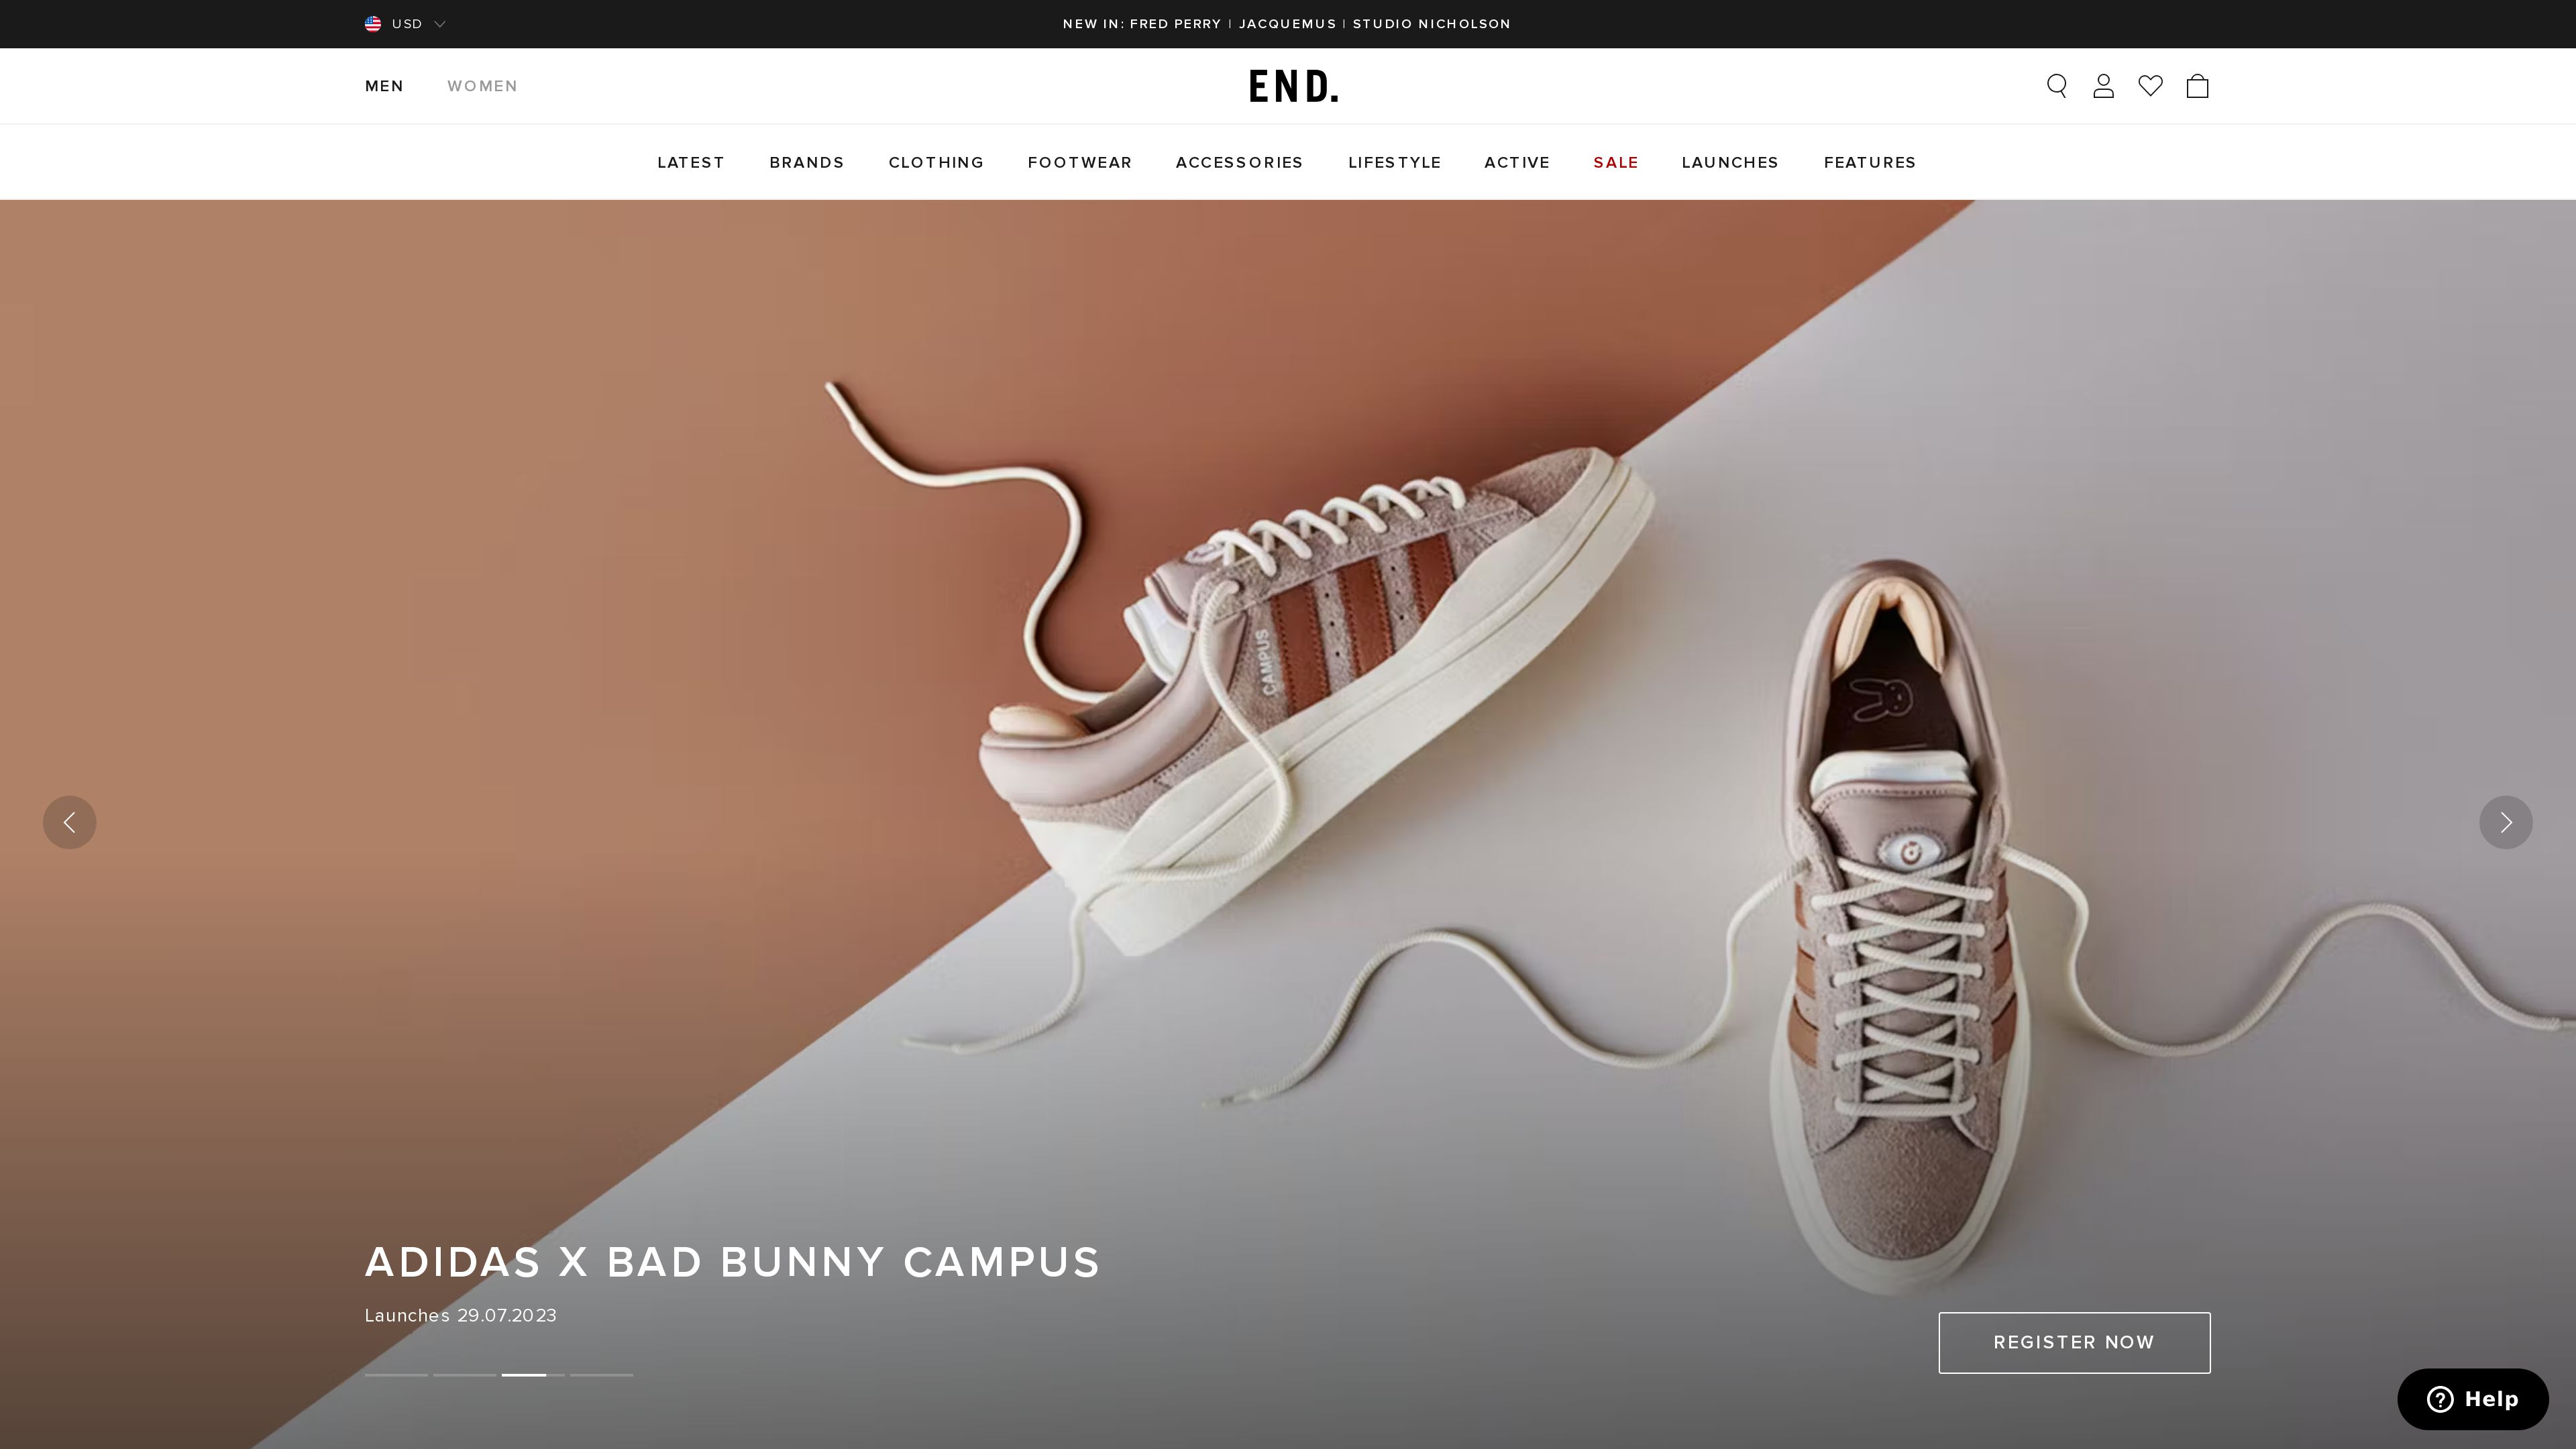 USD
NEW IN: FRED PERRY | JACQUEMUS | STUDIO NICHOLSON
MEN WOMEN
END.
LATEST BRANDS CLOTHING FOOTWEAR ACCESSORIES LIFESTYLE ACTIVE SALE LAUNCHES FEATURES
CAMPUS
ADIDAS X BAD BUNNY CAMPUS
Launches 29.07.2023
REGISTER NOW
Help